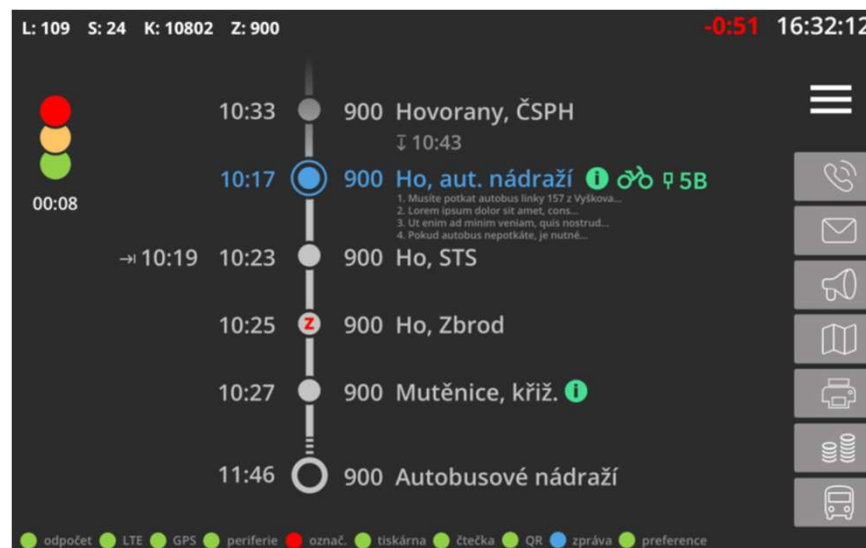 L: 109 S: 24 K: 10802 Z: 900 -0:51 16:32:12
10:33 900 Hovorany, ČSPH
↧ 10:43
10:17 900 Ho, aut. nádraží i 5B
00:08
1. Musíte potkat autobus linky 157 z Vyškova...
2. Lorem ipsum dolor sit amet, cons...
3. Ut enim ad minim veniam, quis nostrud...
4. Pokud autobus nepotkáte, je nutné...
→ 10:19 10:23 900 Ho, STS
10:25 Z 900 Ho, Zbrod
10:27 900 Mutěnice, křiž. i
11:46 900 Autobusové nádraží
odpočet LTE GPS periferie označ. tiskárna čtečka QR zpráva preference